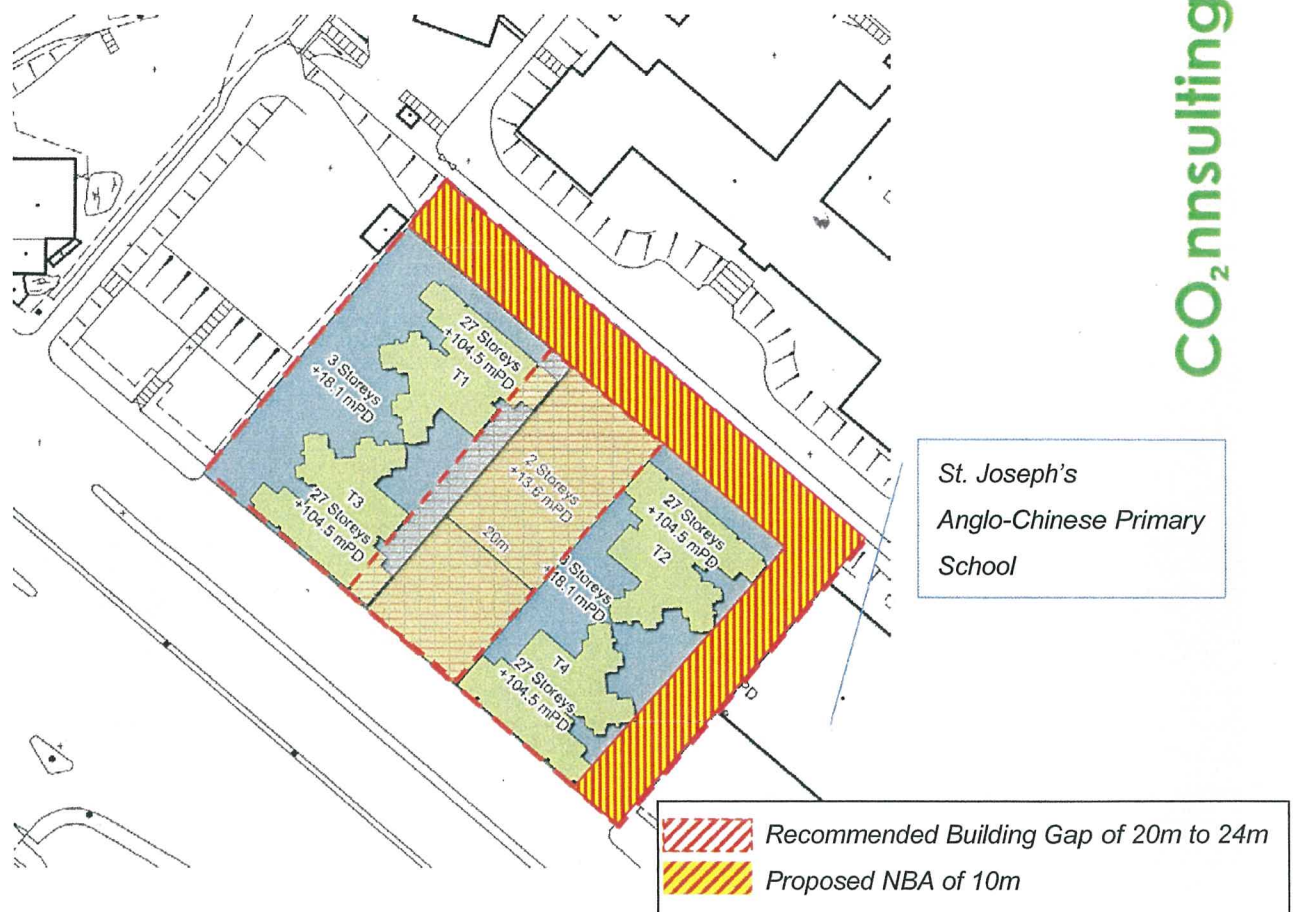 CO₂nnsulting
27 Storeys
+104.5 mPD
T1
3 Storeys
+18.1 mPD
T3
27 Storeys
+104.5 mPD
2 Storeys
+13.6 mPD
20m
27 Storeys
+104.5 mPD
T2
Storeys
+18.1 mPD
T4
27 Storeys
+104.5 mPD
PD
St. Joseph's
Anglo-Chinese Primary
School
Recommended Building Gap of 20m to 24m
Proposed NBA of 10m